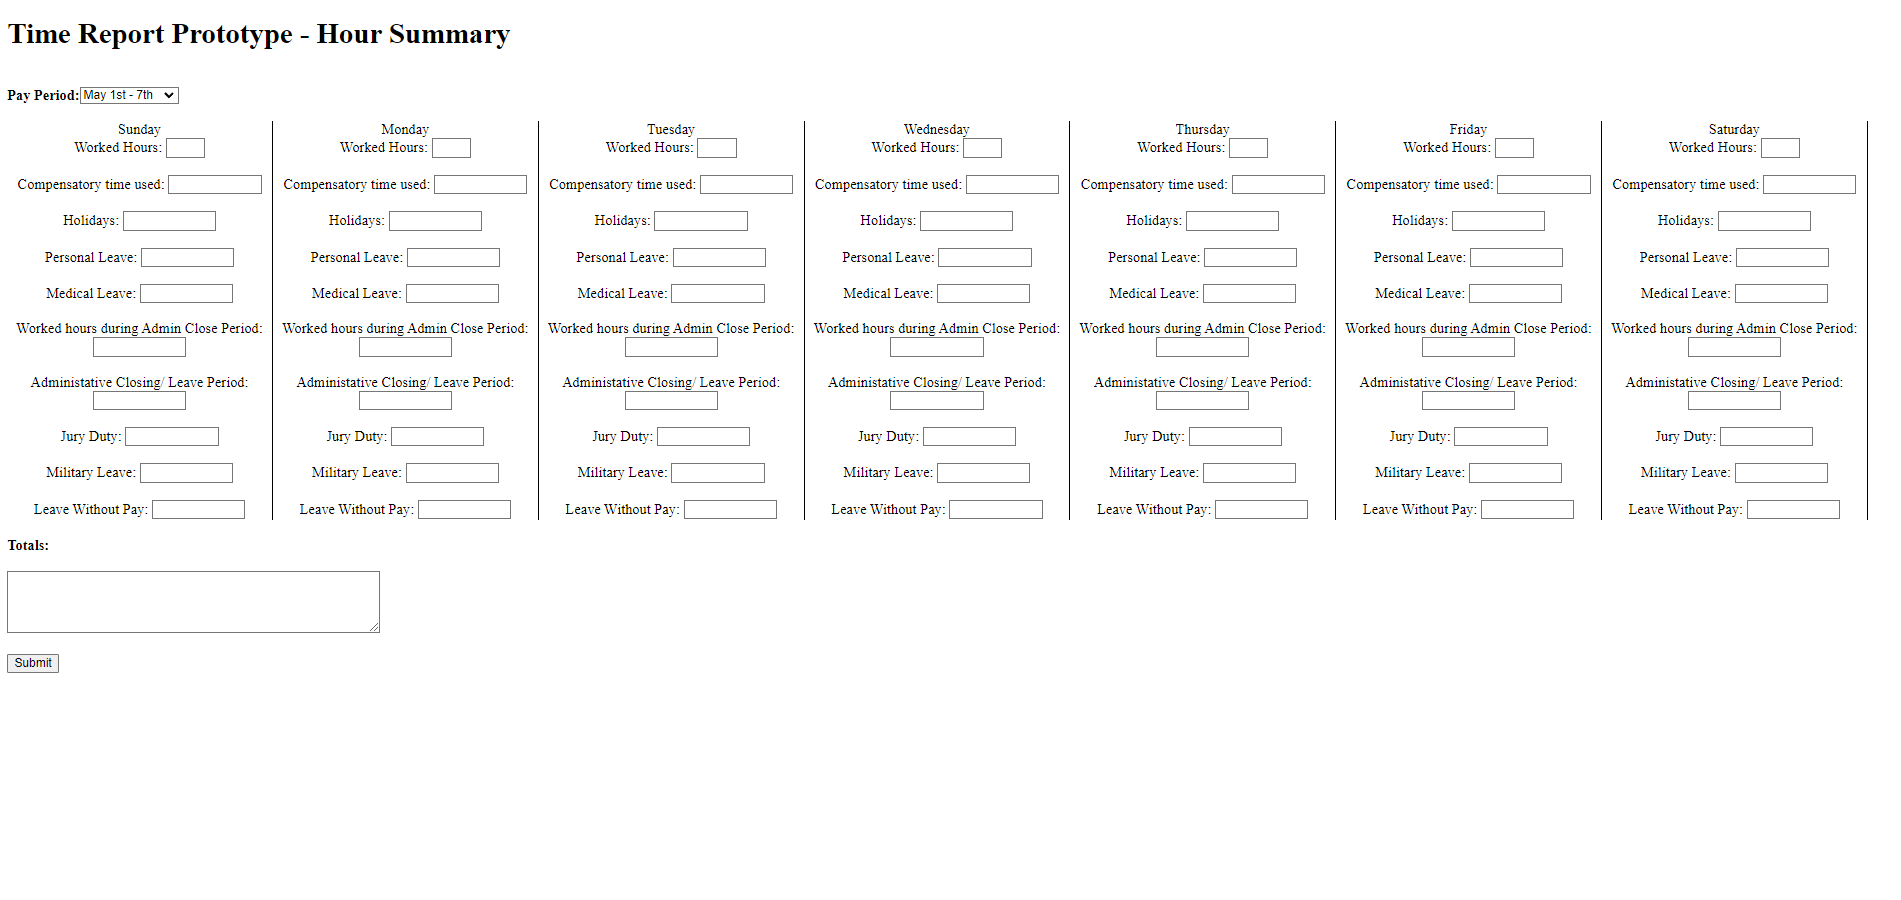 Time Report Prototype - Hour Summary
Pay Period: May 1st - 7th
Sunday Monday Tuesday Wednesday Thursday Friday Saturday
Worked Hours: Worked Hours: Worked Hours: Worked Hours: Worked Hours: Worked Hours: Worked Hours:
Compensatory time used: Compensatory time used: Compensatory time used: Compensatory time used: Compensatory time used: Compensatory time used: Compensatory time used:
Holidays: Holidays: Holidays: Holidays: Holidays: Holidays: Holidays:
Personal Leave: Personal Leave: Personal Leave: Personal Leave: Personal Leave: Personal Leave: Personal Leave:
Medical Leave: Medical Leave: Medical Leave: Medical Leave: Medical Leave: Medical Leave: Medical Leave:
Worked hours during Admin Close Period: Worked hours during Admin Close Period: Worked hours during Admin Close Period: Worked hours during Admin Close Period: Worked hours during Admin Close Period: Worked hours during Admin Close Period: Worked hours during Admin Close Period:
Administative Closing/ Leave Period: Administative Closing/ Leave Period: Administative Closing/ Leave Period: Administative Closing/ Leave Period: Administative Closing/ Leave Period: Administative Closing/ Leave Period: Administative Closing/ Leave Period:
Jury Duty: Jury Duty: Jury Duty: Jury Duty: Jury Duty: Jury Duty: Jury Duty:
Military Leave: Military Leave: Military Leave: Military Leave: Military Leave: Military Leave: Military Leave:
Leave Without Pay: Leave Without Pay: Leave Without Pay: Leave Without Pay: Leave Without Pay: Leave Without Pay: Leave Without Pay:
Totals:
Submit